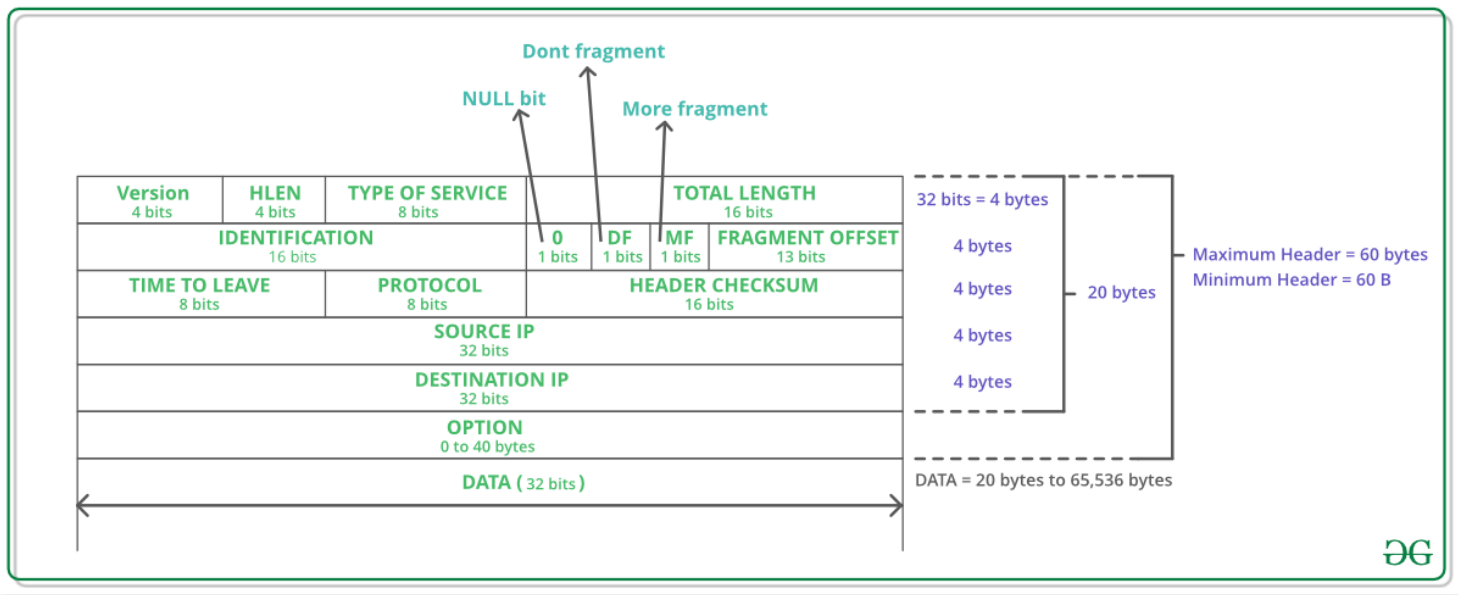 Dont fragment
NULL bit
More fragment
Version HLEN TYPE OF SERVICE TOTAL LENGTH
4 bits 4 bits 8 bits 16 bits
32 bits = 4 bytes
IDENTIFICATION 0 DF MF FRAGMENT OFFSET
16 bits 1 bits 1 bits 1 bits 13 bits
4 bytes
Maximum Header = 60 bytes
Minimum Header = 60 B
TIME TO LEAVE PROTOCOL HEADER CHECKSUM
8 bits 8 bits 16 bits
4 bytes
20 bytes
SOURCE IP
32 bits
4 bytes
DESTINATION IP
32 bits
4 bytes
OPTION
0 to 40 bytes
DATA ( 32 bits )
DATA = 20 bytes to 65,536 bytes